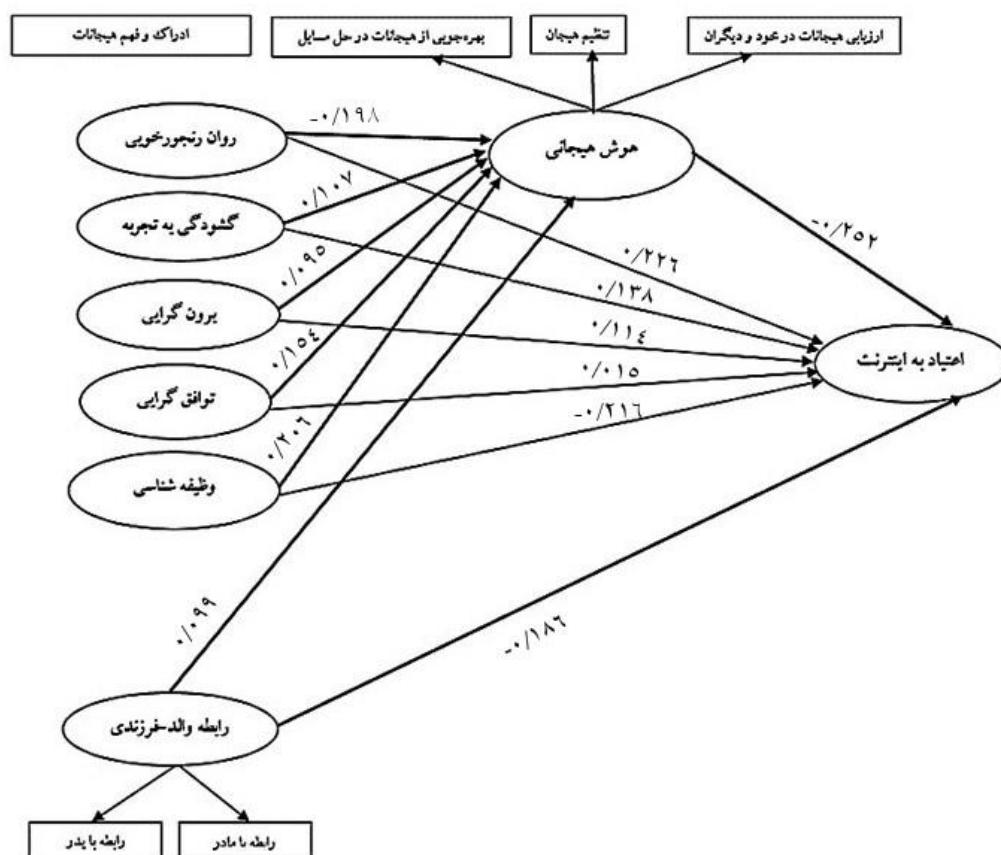 ارزیابی هیجانات در خود و دیگران
تنظیم هیجان
بهره‌جویی از هیجانات در حل مسایل
ادراک و فهم هیجانات
هوش هیجانی
روان رنجورخویی
-۰/۱۹۸
گشودگی به تجربه
۰/۱۰۷
-۰/۲۵۲
۰/۲۲۶
۰/۰۹۵
۰/۱۳۸
برون گرایی
۰/۱۱۴
۰/۱۵۴
اعتیاد به اینترنت
۰/۰۱۵
توافق گرایی
-۰/۲۱۶
۰/۲۰۶
وظیفه شناسی
۰/۰۹۹
-۰/۱۸۶
رابطه والد-فرزندی
رابطه با مادر
رابطه با پدر